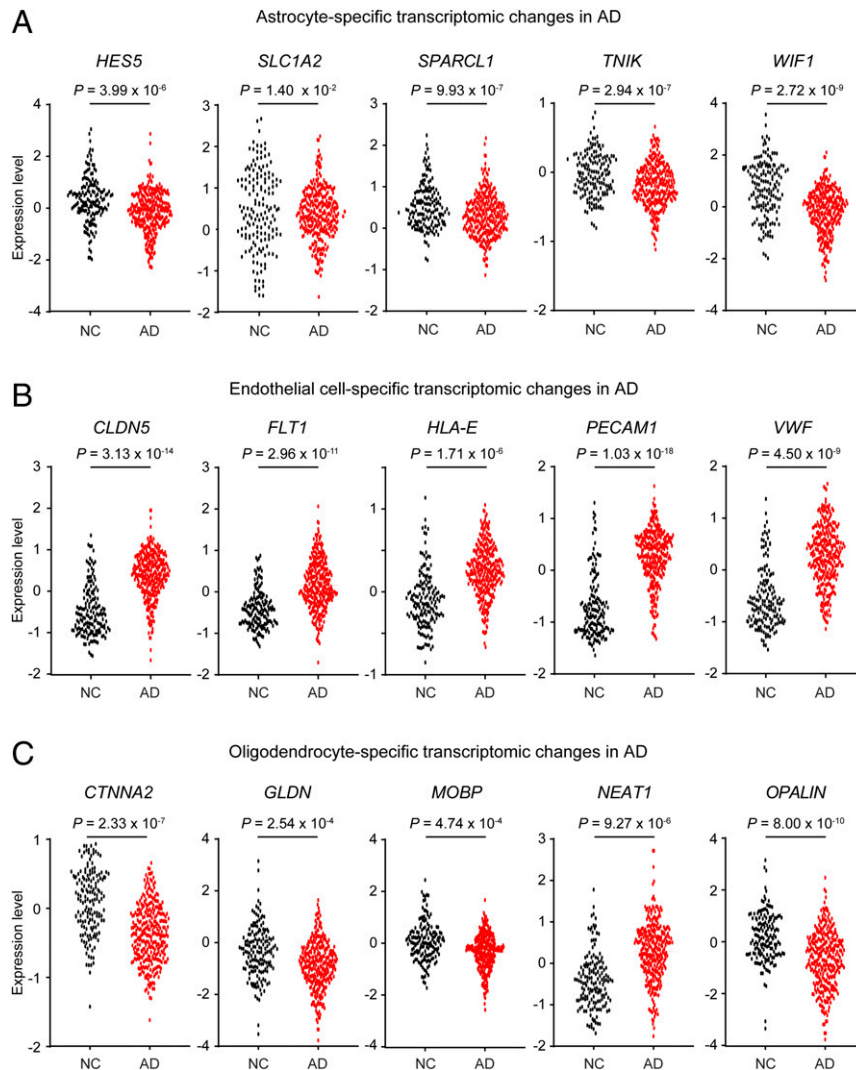 A
Astrocyte-specific transcriptomic changes in AD
HES5 SLC1A2 SPARCL1 TNIK WIF1
P = 3.99 x 10-6 P = 1.40 x 10-2 P = 9.93 x 10-7 P = 2.94 x 10-7 P = 2.72 x 10-9
Expression level
4 2 0 -2 -4
3 2 1 0 -1 -2
3 2 1 0 -1 -2
1 0 -1 -2
4 2 0 -2 -4
NC AD NC AD NC AD NC AD NC AD
B
Endothelial cell-specific transcriptomic changes in AD
CLDN5 FLT1 HLA-E PECAM1 VWF
P = 3.13 x 10-14 P = 2.96 x 10-11 P = 1.71 x 10-6 P = 1.03 x 10-18 P = 4.50 x 10-9
Expression level
3 2 1 0 -1 -2
3 2 1 0 -1 -2
1 0 -1
2 1 0 -1 -2
2 1 0 -1 -2
NC AD NC AD NC AD NC AD NC AD
C
Oligodendrocyte-specific transcriptomic changes in AD
CTNNA2 GLDN MOBP NEAT1 OPALIN
P = 2.33 x 10-7 P = 2.54 x 10-4 P = 4.74 x 10-4 P = 9.27 x 10-6 P = 8.00 x 10-10
Expression level
1 0 -1 -2
4 2 0 -2 -4
4 2 0 -2 -4
3 2 1 0 -1 -2
4 2 0 -2 -4
NC AD NC AD NC AD NC AD NC AD